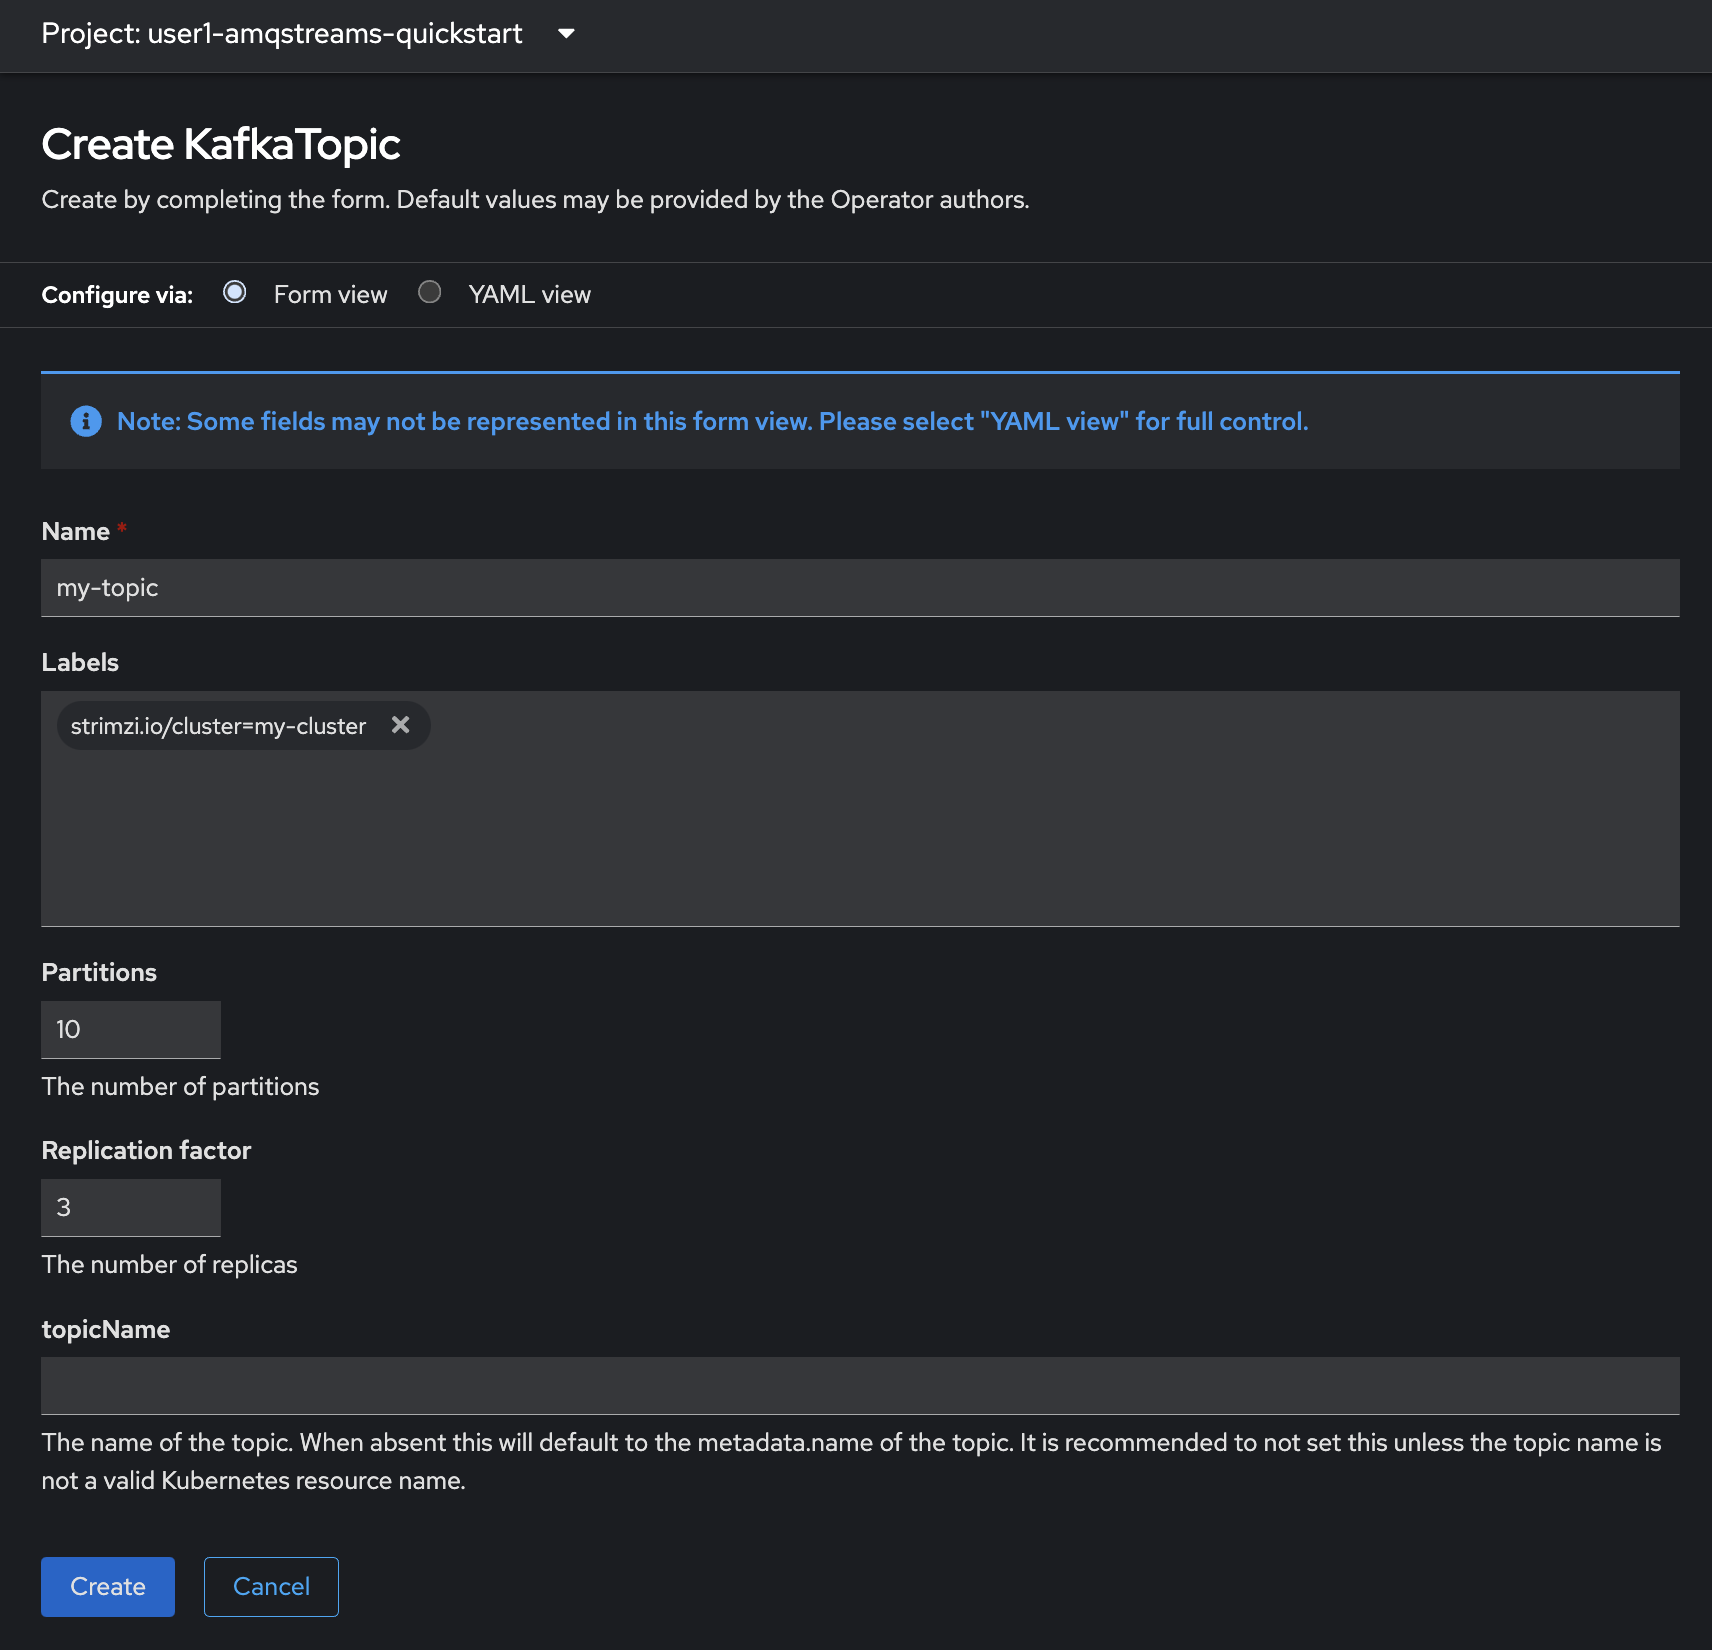 Project: user1-amqstreams-quickstart
Create KafkaTopic
Create by completing the form. Default values may be provided by the Operator authors.
Configure via: Form view YAML view
Note: Some fields may not be represented in this form view. Please select "YAML view" for full control.
Name *
my-topic
Labels
strimzi.io/cluster=my-cluster
Partitions
10
The number of partitions
Replication factor
3
The number of replicas
topicName
The name of the topic. When absent this will default to the metadata.name of the topic. It is recommended to not set this unless the topic name is
not a valid Kubernetes resource name.
Create Cancel